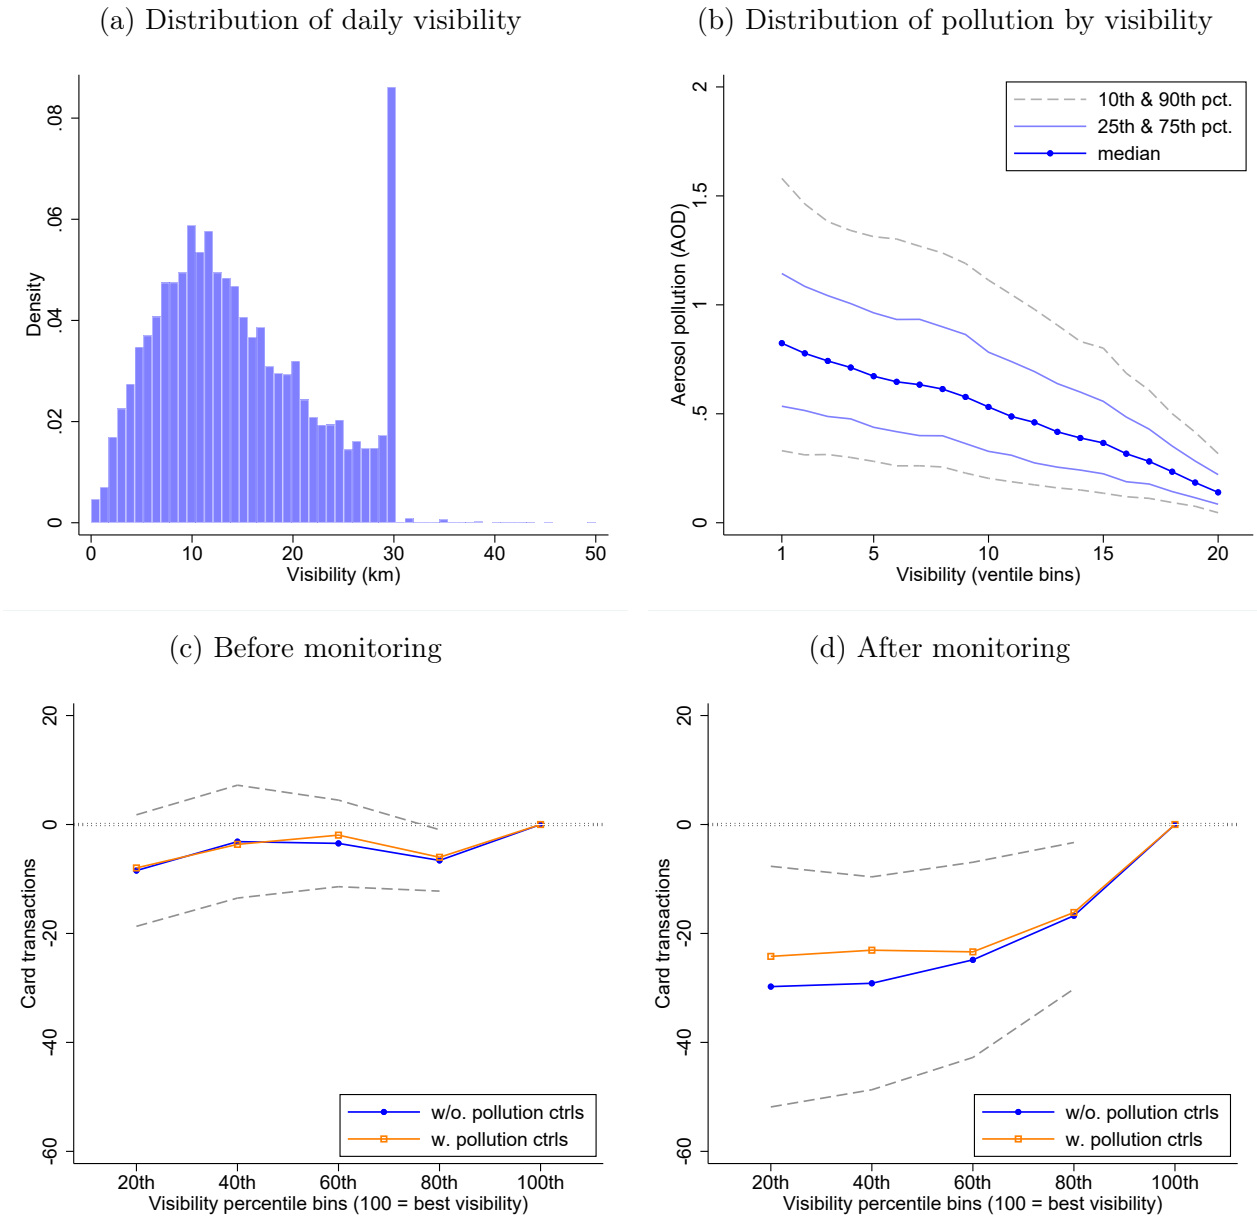 (a) Distribution of daily visibility
Density
.08
.06
.04
.02
0
0 10 20 30 40 50
Visibility (km)
(b) Distribution of pollution by visibility
Aerosol pollution (AOD)
2
1.5
1
.5
0
10th & 90th pct.
25th & 75th pct.
median
1 5 10 15 20
Visibility (ventile bins)
(c) Before monitoring
Card transactions
20
0
-20
-40
-60
w/o. pollution ctrls
w. pollution ctrls
20th 40th 60th 80th 100th
Visibility percentile bins (100 = best visibility)
(d) After monitoring
Card transactions
20
0
-20
-40
-60
w/o. pollution ctrls
w. pollution ctrls
20th 40th 60th 80th 100th
Visibility percentile bins (100 = best visibility)